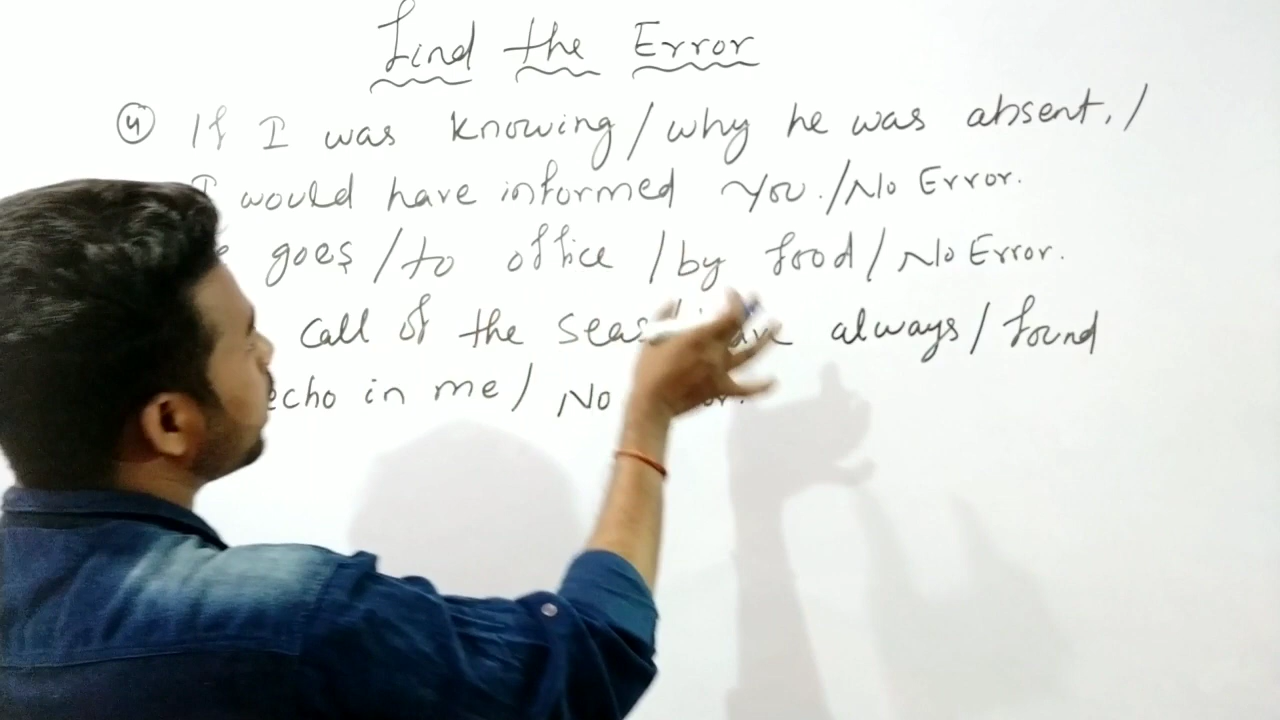 Find the Error
4 If I was knowing / why he was absent. /
I would have informed you. / No Error.
goes / to office / by food / No Error.
call of the seas always / found
echo in me / No